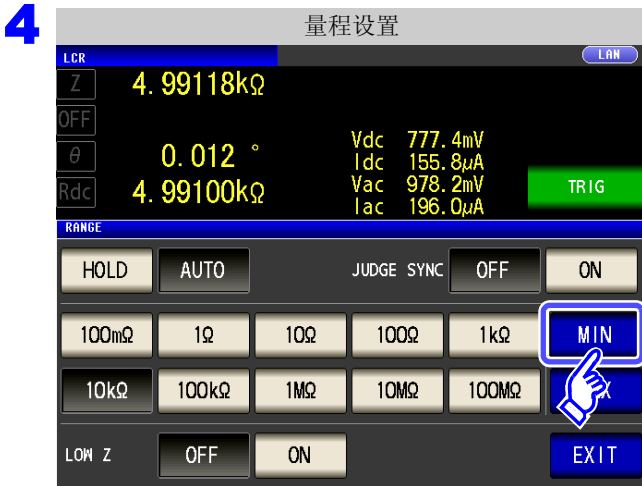 4
量程设置
LCR
LAN
Z 4.99118kΩ
OFF
θ 0.012 °
Rdc 4.99100kΩ
Vdc 777.4mV
Idc 155.8μA
Vac 978.2mV
Iac 196.0μA
TRIG
RANGE
HOLD AUTO JUDGE SYNC OFF ON
100mΩ 1Ω 10Ω 100Ω 1kΩ MIN
10kΩ 100kΩ 1MΩ 10MΩ 100MΩ
LOW Z OFF ON EXIT